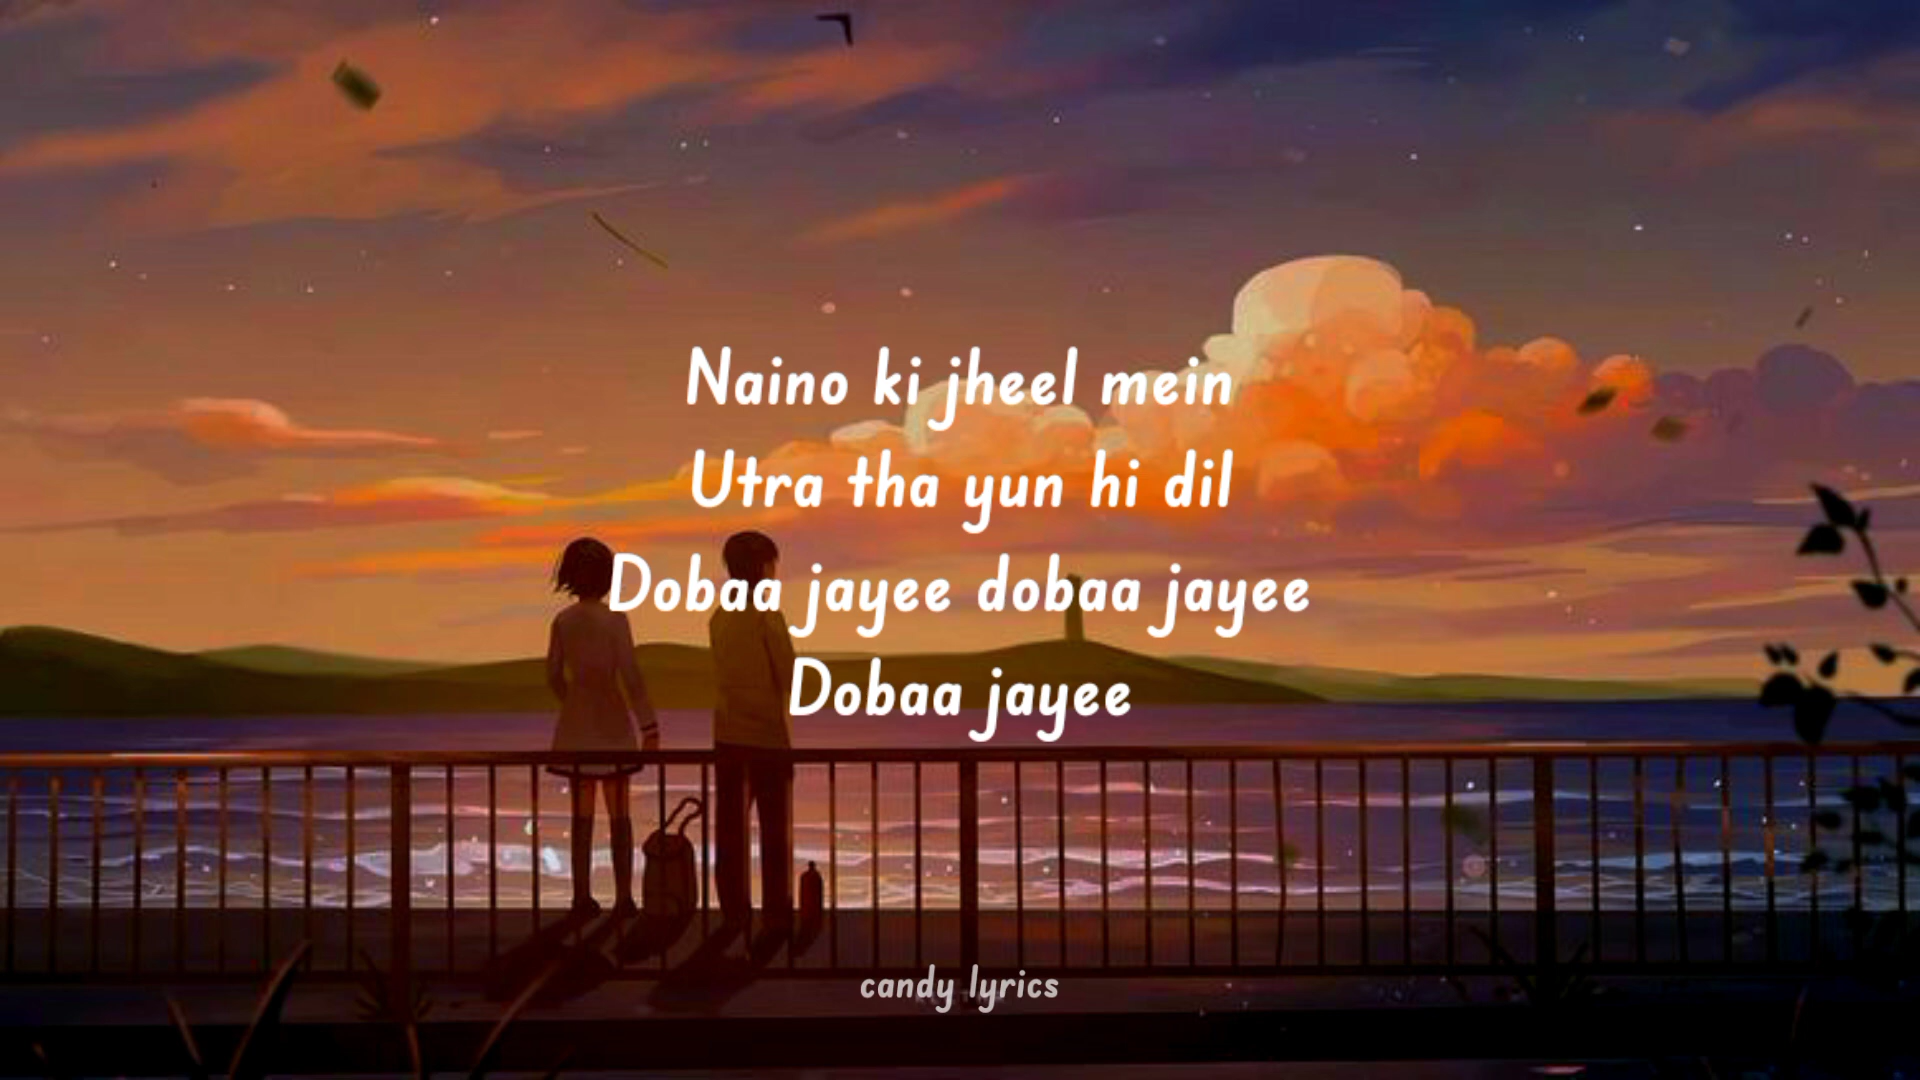 Naino ki jheel mein
Utra tha yun hi dil
Dobaa jayee dobaa jayee
Dobaa jayee
candy lyrics